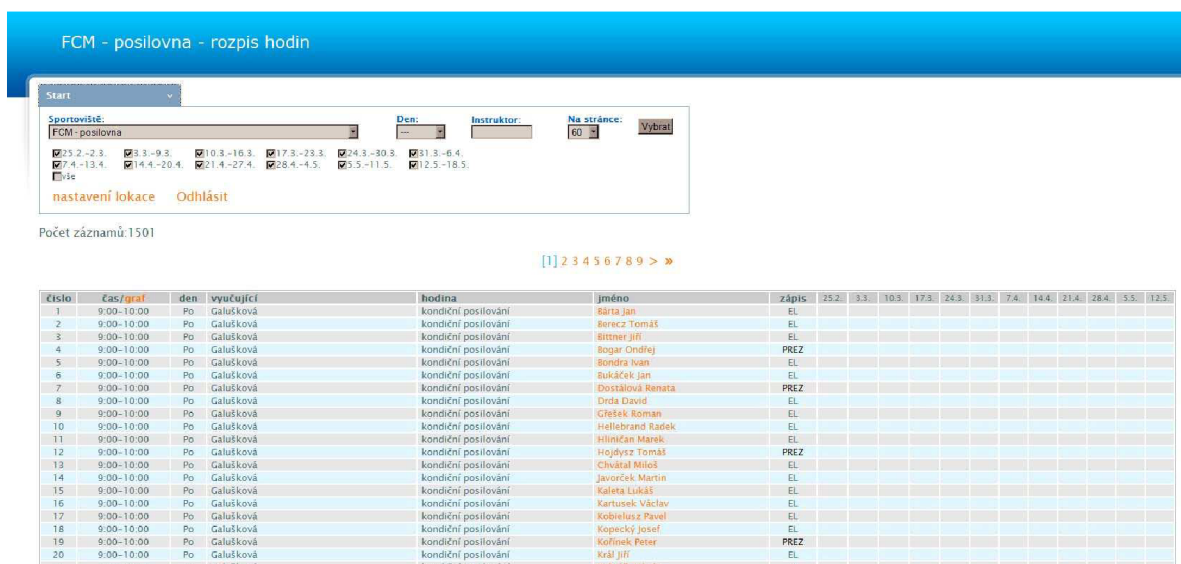 FCM - posilovna - rozpis hodin
Start
Sportoviště: Den: Instruktor: Na stránce:
FCM - posilovna --- 60 Vybrat
25.2.-2.3. 3.3.-9.3. 10.3.-16.3. 17.3.-23.3. 24.3.-30.3. 31.3.-6.4.
7.4.-13.4. 14.4.-20.4. 21.4.-27.4. 28.4.-4.5. 5.5.-11.5. 12.5.-18.5.
vše
nastavení lokace Odhlásit
Počet záznamů:1501
[1] 2 3 4 5 6 7 8 9 > »
číslo čas/graf den vyučující hodina jméno zápis 25.2. 3.3. 10.3. 17.3. 24.3. 31.3. 7.4. 14.4. 21.4. 28.4. 5.5. 12.5.
1 9:00-10:00 Po Galušková kondiční posilování Bárta Jan EL
2 9:00-10:00 Po Galušková kondiční posilování Berecz Tomáš EL
3 9:00-10:00 Po Galušková kondiční posilování Bittner Jiří EL
4 9:00-10:00 Po Galušková kondiční posilování Bogar Ondřej PREZ
5 9:00-10:00 Po Galušková kondiční posilování Bondra Ivan EL
6 9:00-10:00 Po Galušková kondiční posilování Bukáček Jan EL
7 9:00-10:00 Po Galušková kondiční posilování Dostálová Renata PREZ
8 9:00-10:00 Po Galušková kondiční posilování Drda David EL
9 9:00-10:00 Po Galušková kondiční posilování Gřešek Roman EL
10 9:00-10:00 Po Galušková kondiční posilování Hellebrand Radek EL
11 9:00-10:00 Po Galušková kondiční posilování Hliničan Marek EL
12 9:00-10:00 Po Galušková kondiční posilování Hojdysz Tomáš PREZ
13 9:00-10:00 Po Galušková kondiční posilování Chvátal Miloš EL
14 9:00-10:00 Po Galušková kondiční posilování Javorček Martin EL
15 9:00-10:00 Po Galušková kondiční posilování Kaleta Lukáš EL
16 9:00-10:00 Po Galušková kondiční posilování Kartusek Václav EL
17 9:00-10:00 Po Galušková kondiční posilování Kobielusz Pavel EL
18 9:00-10:00 Po Galušková kondiční posilování Kopecký Josef EL
19 9:00-10:00 Po Galušková kondiční posilování Kořínek Peter PREZ
20 9:00-10:00 Po Galušková kondiční posilování Král Jiří EL